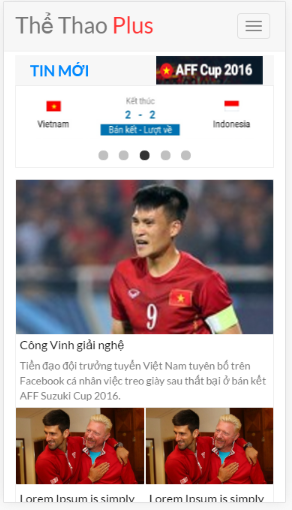 Thể Thao Plus
TIN MỚI
AFF Cup 2016
Kết thúc
2 - 2
Vietnam
Indonesia
Bán kết - Lượt về
9
Công Vinh giải nghệ
Tiền đạo đội trưởng tuyển Việt Nam tuyên bố trên
Facebook cá nhân việc treo giày sau thất bại ở bán kết
AFF Suzuki Cup 2016.
Lorem Ipsum is simply
Lorem Ipsum is simply